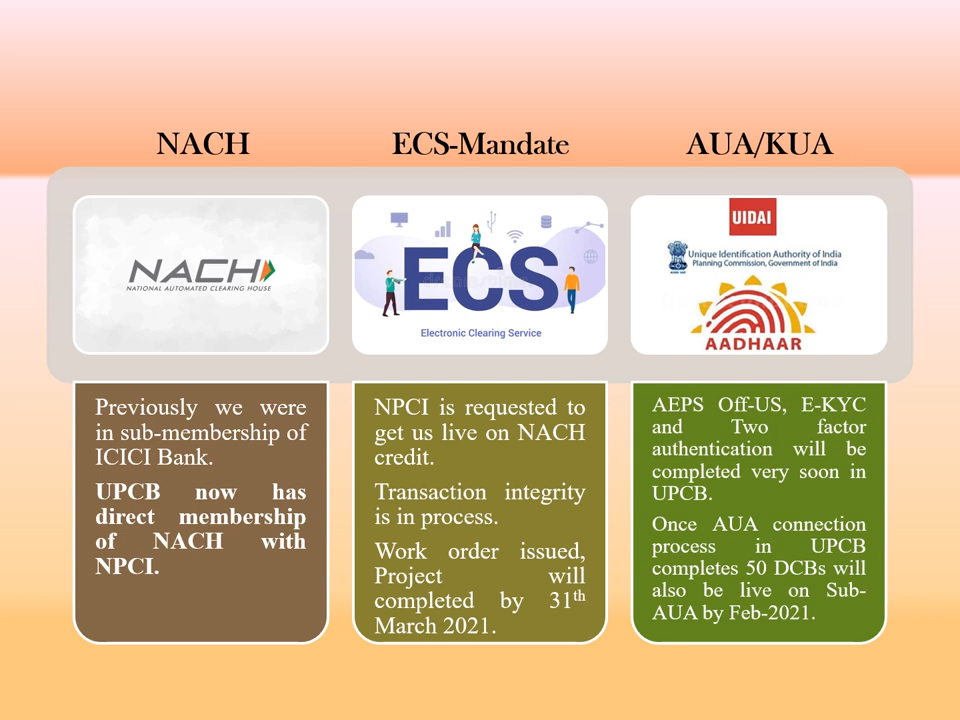 NACH
ECS-Mandate
AUA/KUA
NACH
NATIONAL AUTOMATED CLEARING HOUSE
ECS
Electronic Clearing Service
UIDAI
Unique Identification Authority of India
Planning Commission, Government of India
AADHAAR
Previously we were
in sub-membership of
ICICI Bank.
UPCB now has
direct membership
of NACH with
NPCI.
NPCI is requested to
get us live on NACH
credit.
Transaction integrity
is in process.
Work order issued,
Project will
completed by 31th
March 2021.
AEPS Off-US, E-KYC
and Two factor
authentication will be
completed very soon in
UPCB.
Once AUA connection
process in UPCB
completes 50 DCBs will
also be live on Sub-
AUA by Feb-2021.